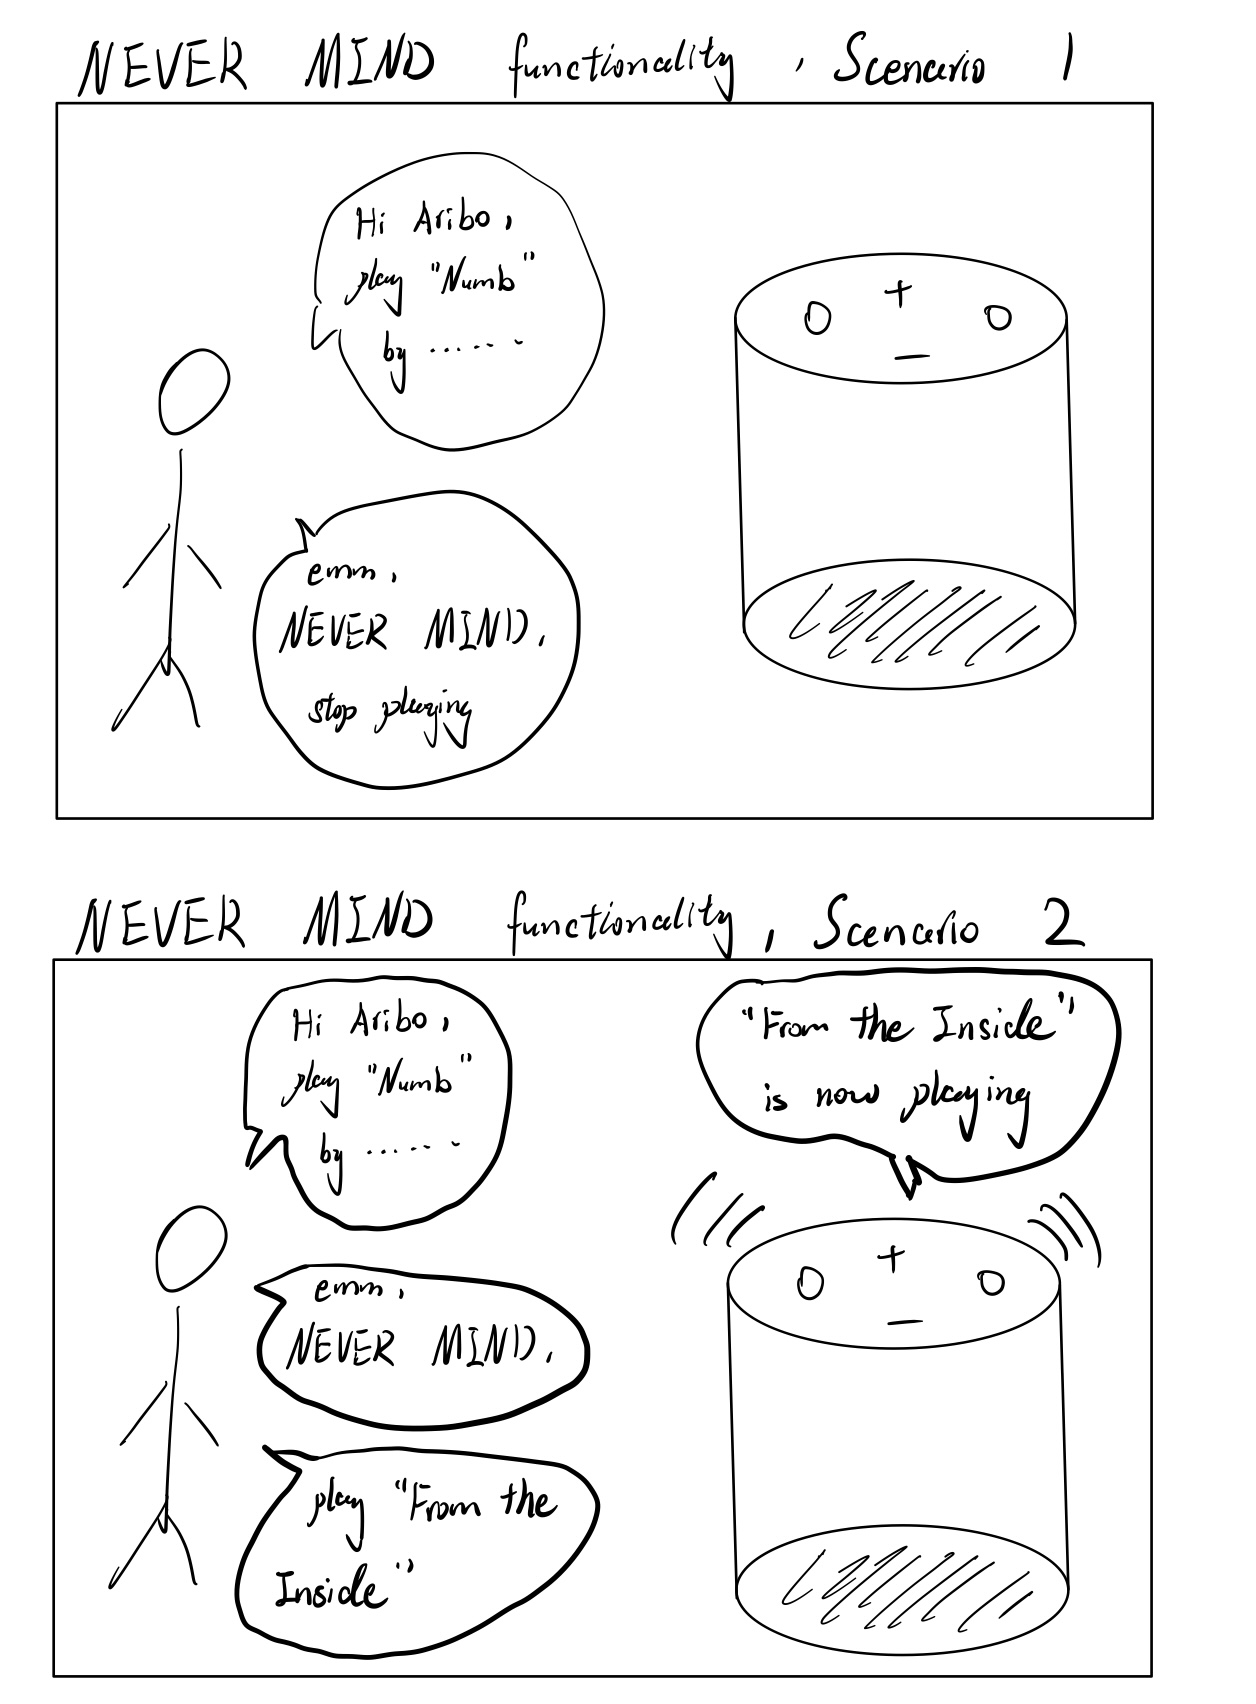 NEVER MIND functionality, Scenario 1
Hi Aribo,
play "Numb"
by ......
+
—
emm,
NEVER MIND,
stop playing
NEVER MIND functionality, Scenario 2
Hi Aribo,
play "Numb"
by ......
"From the Inside"
is now playing
+
—
emm,
NEVER MIND,
play "From the
Inside"